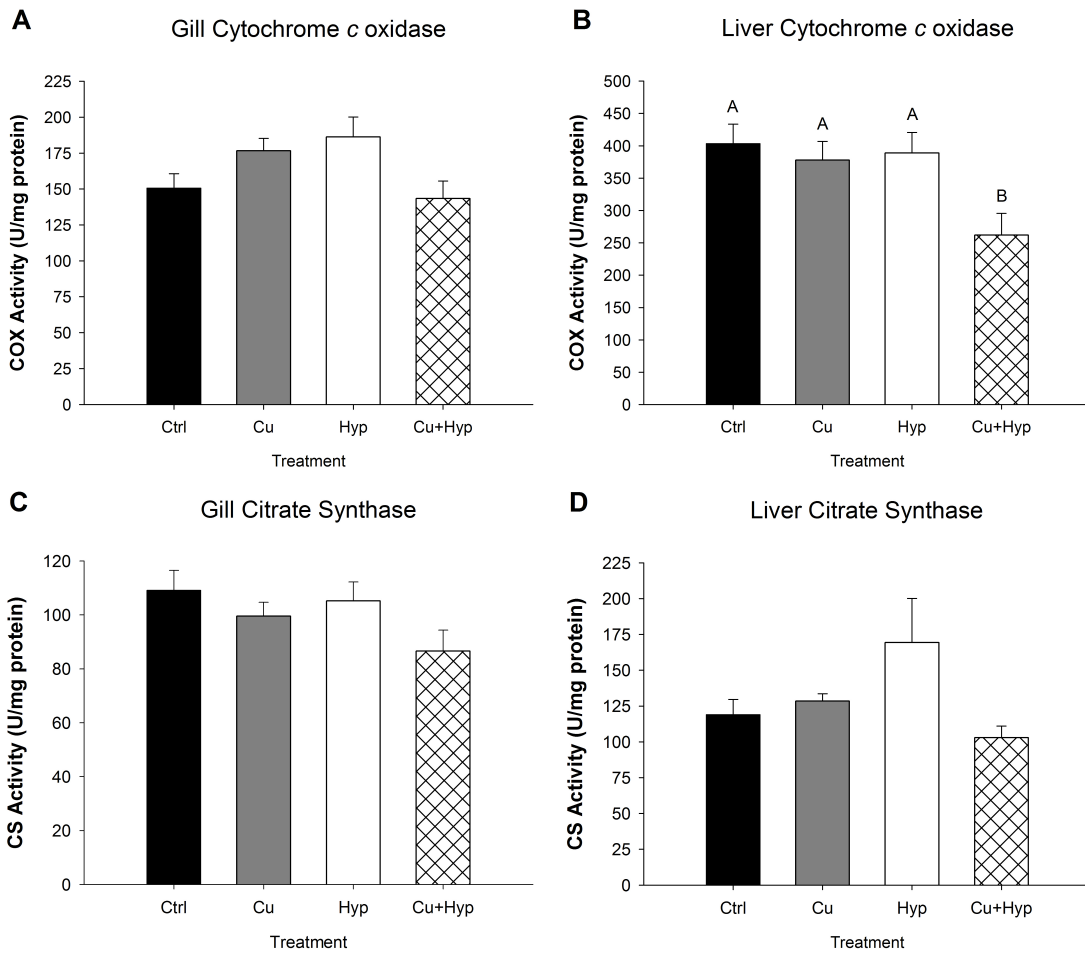 A
Gill Cytochrome c oxidase
COX Activity (U/mg protein)
225
200
175
150
125
100
75
50
25
0
Ctrl Cu Hyp Cu+Hyp
Treatment
B
Liver Cytochrome c oxidase
COX Activity (U/mg protein)
500
450
400
350
300
250
200
150
100
50
0
A A A B
Ctrl Cu Hyp Cu+Hyp
Treatment
C
Gill Citrate Synthase
CS Activity (U/mg protein)
120
100
80
60
40
20
0
Ctrl Cu Hyp Cu+Hyp
Treatment
D
Liver Citrate Synthase
CS Activity (U/mg protein)
225
200
175
150
125
100
75
50
25
0
Ctrl Cu Hyp Cu+Hyp
Treatment